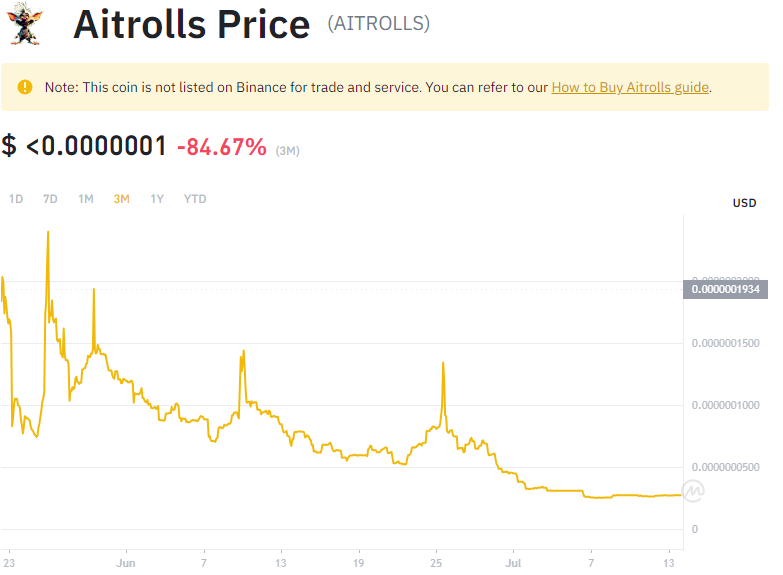 Aitrolls Price (AITROLLS)
Note: This coin is not listed on Binance for trade and service. You can refer to our How to Buy Aitrolls guide.
$ <0.0000001 -84.67% (3M)
1D 7D 1M 3M 1Y YTD
USD
0.0000001934
0.0000001500
0.0000001000
0.0000000500
0
23 Jun 7 13 19 25 Jul 7 13